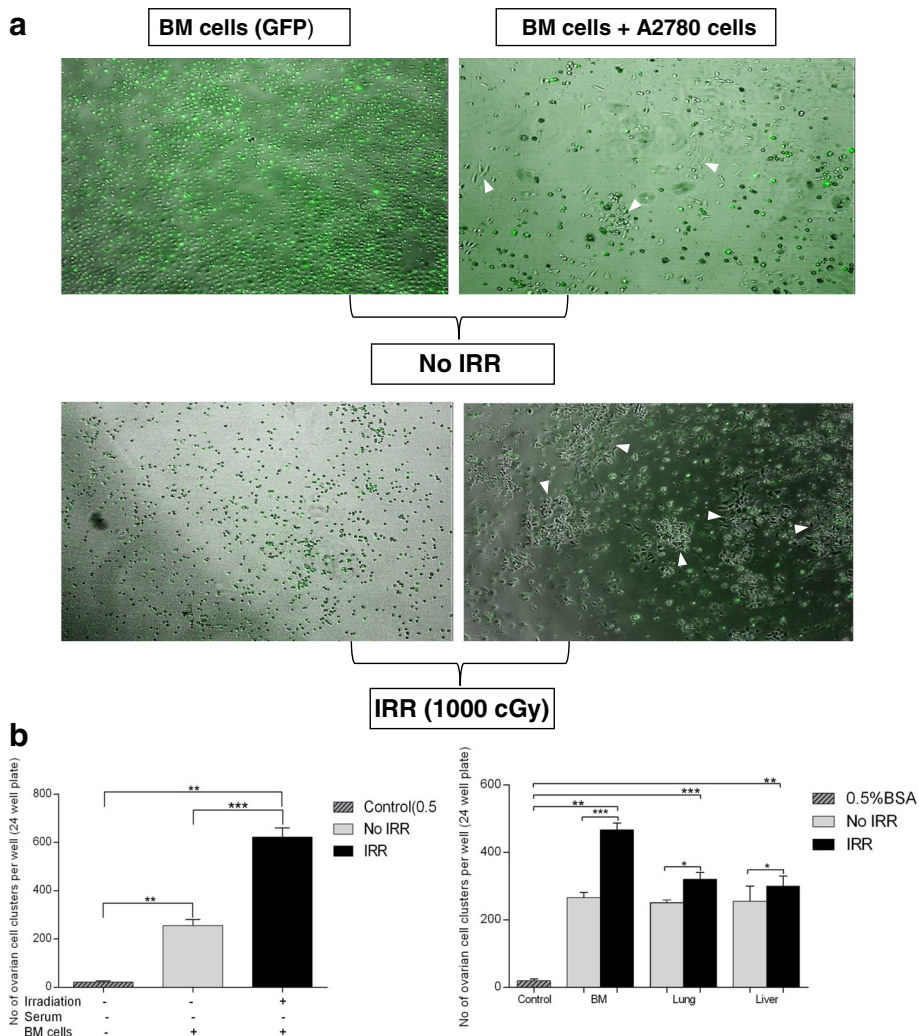 a
BM cells (GFP)
BM cells + A2780 cells
No IRR
IRR (1000 cGy)
b
No of ovarian cell clusters per well (24 well plate)
800
600
400
200
0
**
***
**
Control(0.5
No IRR
IRR
Irradiation - - +
Serum - - -
BM cells - + +
No of ovarian cell clusters per well (24 well plate)
600
400
200
0
**
***
**
***
*
*
0.5%BSA
No IRR
IRR
Control BM Lung Liver